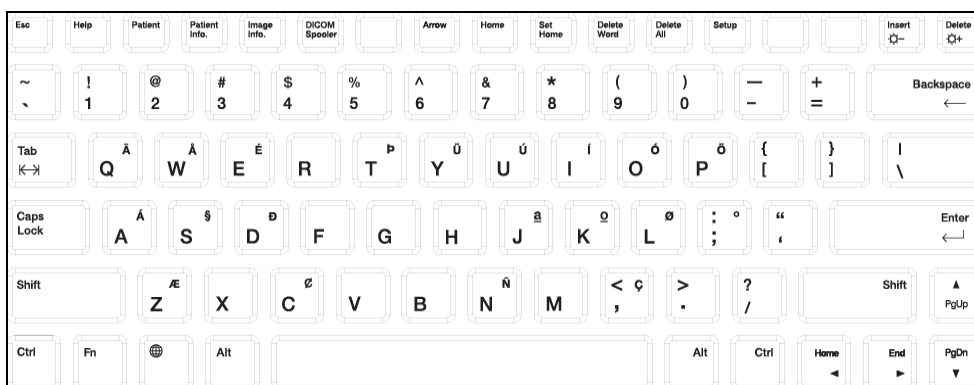 Esc Help Patient Patient Info. Image Info. DICOM Spooler Arrow Home Set Home Delete Word Delete All Setup Insert ☼− Delete ☼+
~ ` ! 1 @ 2 # 3 $ 4 % 5 ^ 6 & 7 * 8 ( 9 ) 0 — - + = Backspace ←
Tab Q Ä W Å E É R T Þ Y Ü U Ú I Í O Ó P Ö { [ } ] | \
Caps Lock A Á S § D Ð F G H J a K o L Ø : ; ° “ ‘ Enter
Shift Z Æ X C Ȼ V B N Ñ M < , Ç > . ? / Shift ▲ PgUp
Ctrl Fn Alt Alt Ctrl Home ◄ End ► PgDn ▼